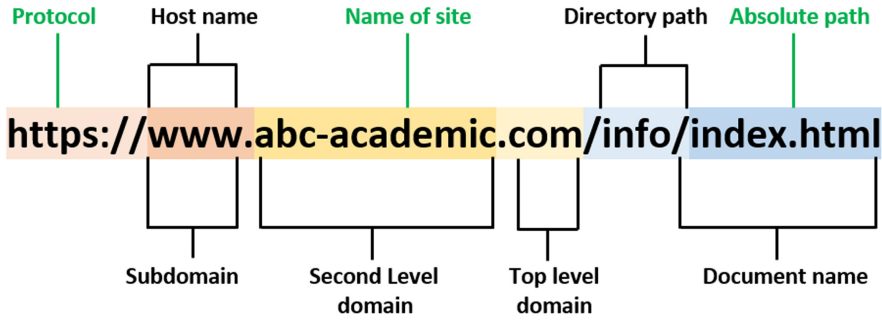 Protocol Host name Name of site Directory path Absolute path
https://www.abc-academic.com/info/index.html
Subdomain Second Level Top level Document name
domain domain